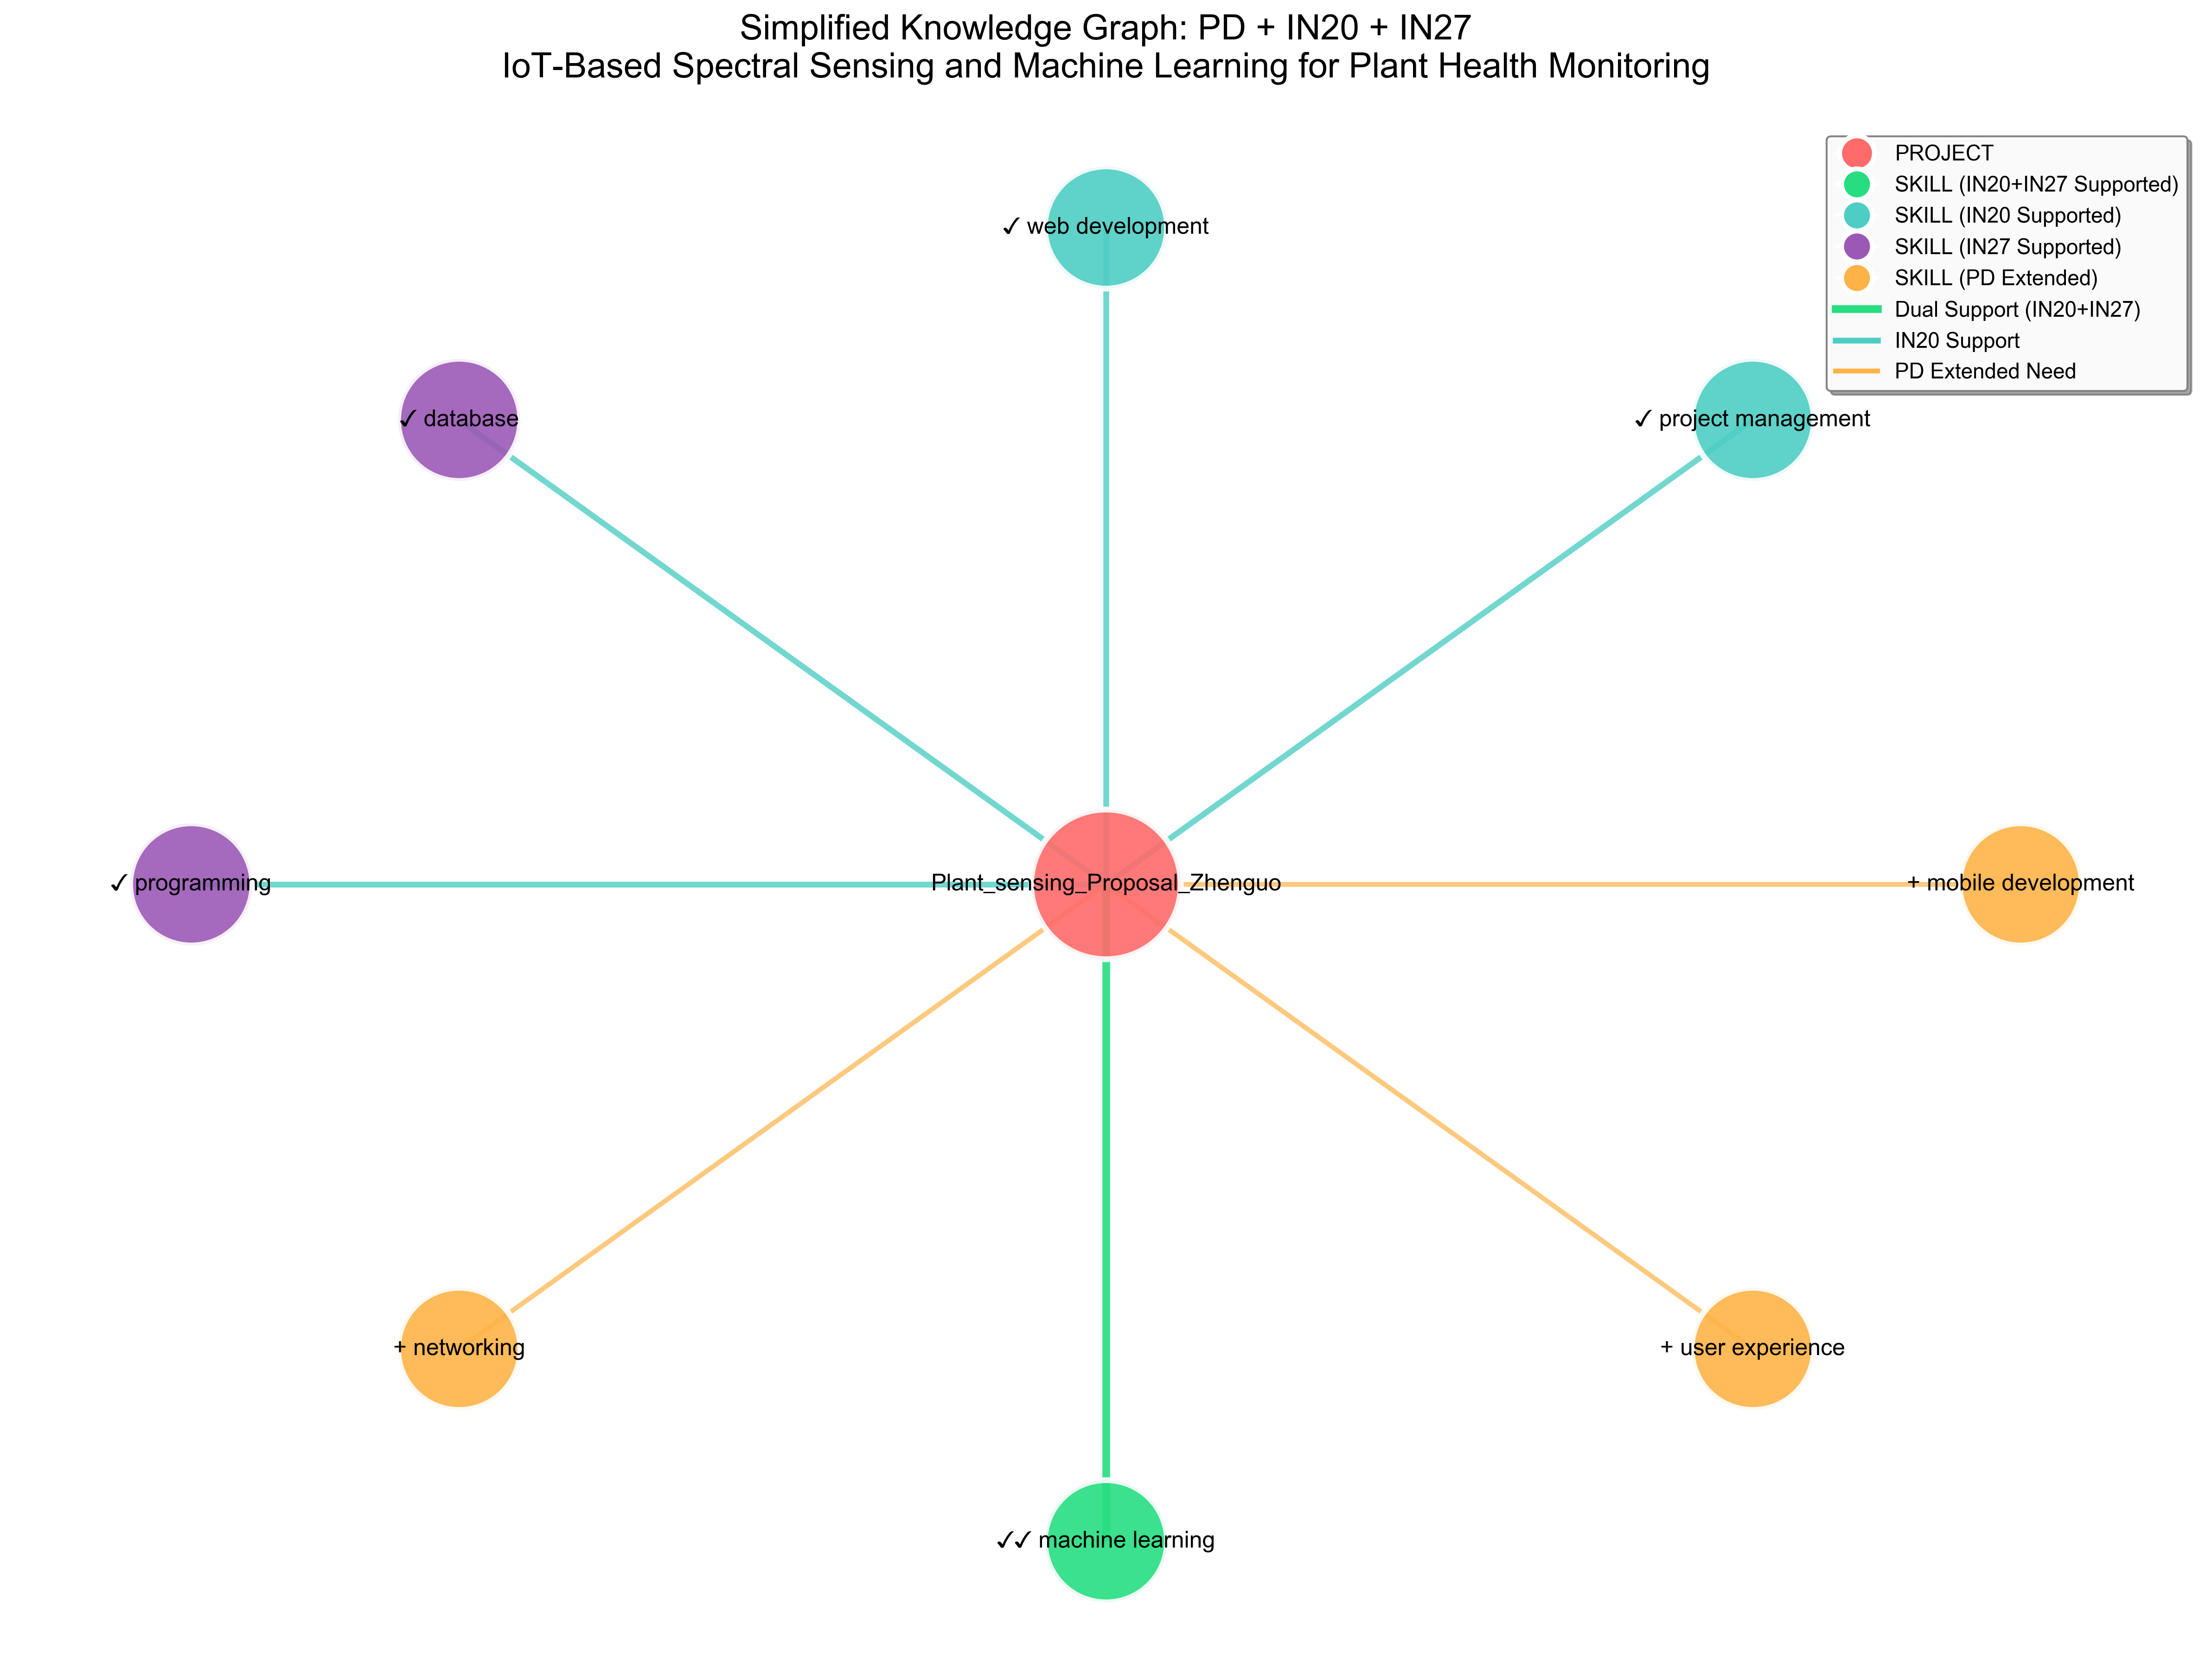 Simplified Knowledge Graph: PD + IN20 + IN27
IoT-Based Spectral Sensing and Machine Learning for Plant Health Monitoring
PROJECT
SKILL (IN20+IN27 Supported)
SKILL (IN20 Supported)
SKILL (IN27 Supported)
SKILL (PD Extended)
Dual Support (IN20+IN27)
IN20 Support
PD Extended Need
✓ web development
✓ database
✓ project management
✓ programming
Plant_sensing_Proposal_Zhenguo
+ mobile development
+ networking
+ user experience
✓✓ machine learning